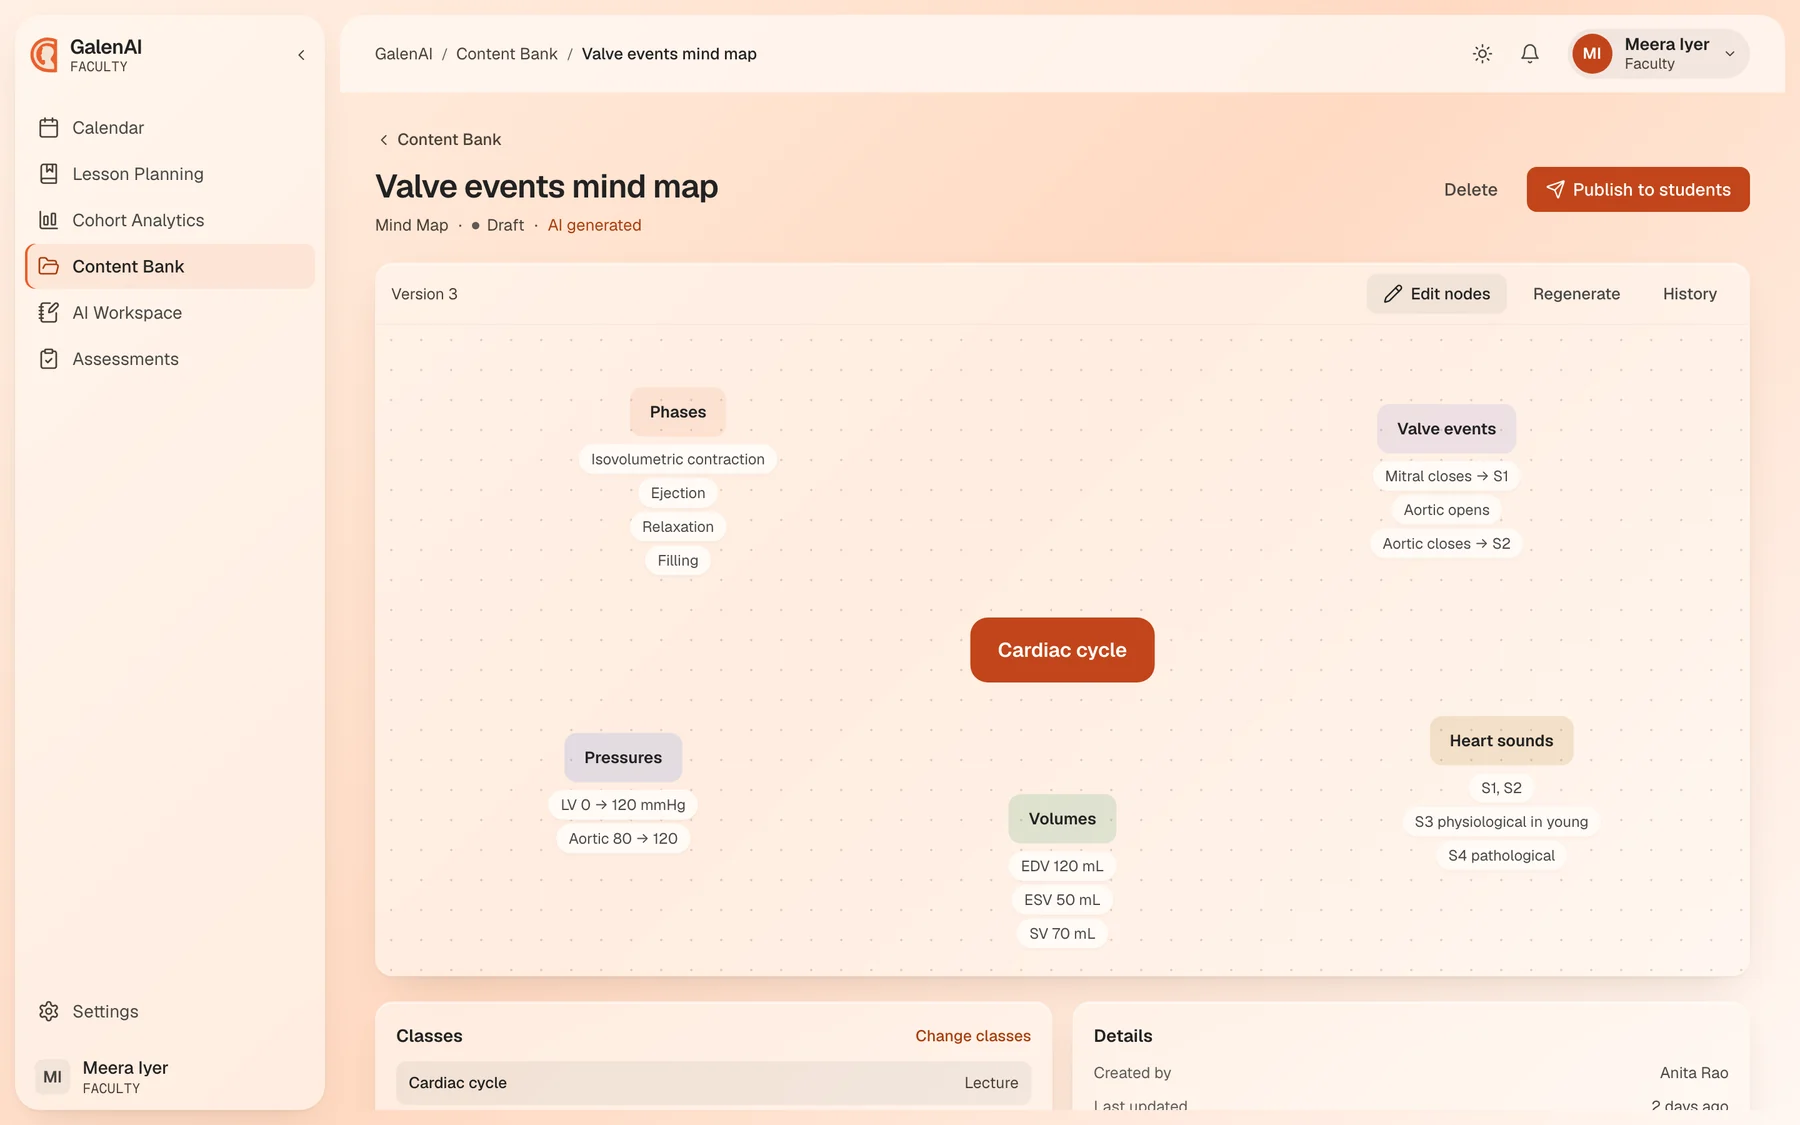 GalenAI
FACULTY
Calendar
Lesson Planning
Cohort Analytics
Content Bank
AI Workspace
Assessments
Settings
MI
Meera Iyer
FACULTY
GalenAI / Content Bank / Valve events mind map
MI
Meera Iyer
Faculty
Content Bank
Valve events mind map
Mind Map · Draft · AI generated
Delete
Publish to students
Version 3
Edit nodes
Regenerate
History
Phases
Isovolumetric contraction
Ejection
Relaxation
Filling
Valve events
Mitral closes → S1
Aortic opens
Aortic closes → S2
Cardiac cycle
Pressures
LV 0 → 120 mmHg
Aortic 80 → 120
Volumes
EDV 120 mL
ESV 50 mL
SV 70 mL
Heart sounds
S1, S2
S3 physiological in young
S4 pathological
Classes
Change classes
Cardiac cycle
Lecture
Details
Created by
Anita Rao
Last updated
2 days ago